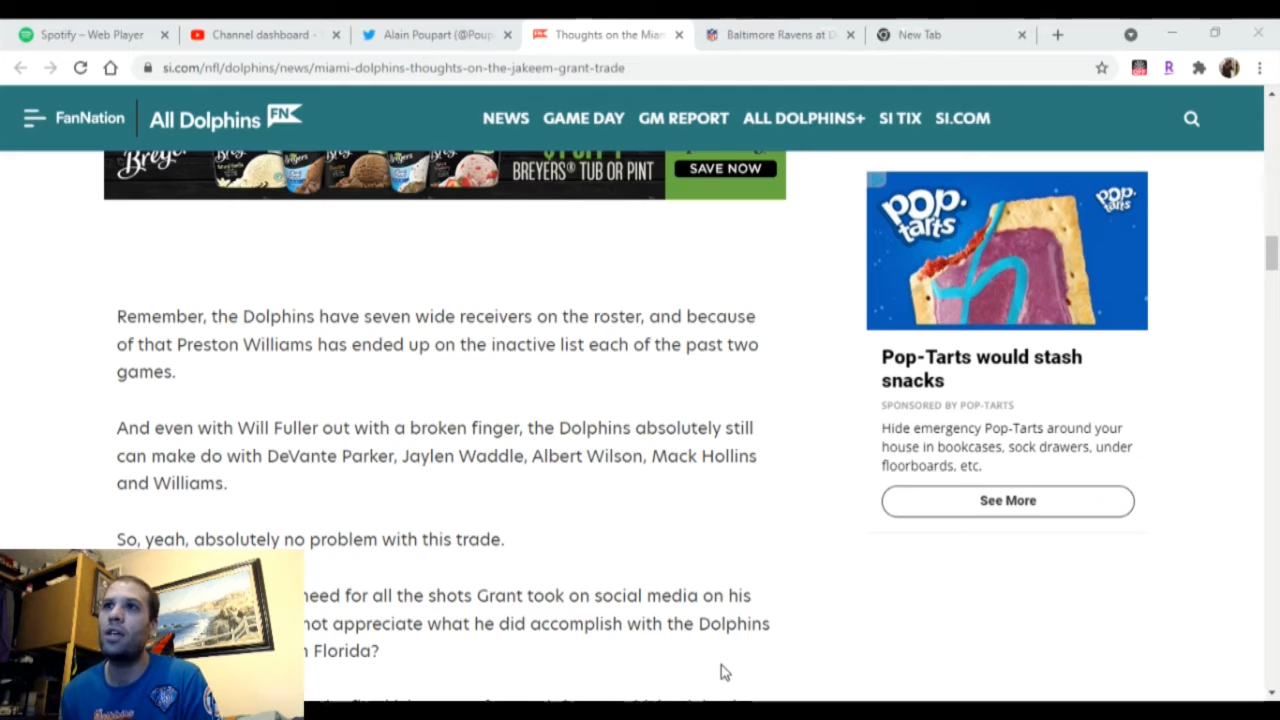 Spotify – Web Player
Channel dashboard -
Alain Poupart (@Poup
Thoughts on the Mian
Baltimore Ravens at D
New Tab
si.com/nfl/dolphins/news/miami-dolphins-thoughts-on-the-jakeem-grant-trade
FanNation
All Dolphins FN
NEWS GAME DAY GM REPORT ALL DOLPHINS+ SI TIX SI.COM
BREYERS® TUB OR PINT
SAVE NOW
POP.
tarts
POP.
tarts
Remember, the Dolphins have seven wide receivers on the roster, and because
of that Preston Williams has ended up on the inactive list each of the past two
games.
And even with Will Fuller out with a broken finger, the Dolphins absolutely still
can make do with DeVante Parker, Jaylen Waddle, Albert Wilson, Mack Hollins
and Williams.
So, yeah, absolutely no problem with this trade.
need for all the shots Grant took on social media on his
not appreciate what he did accomplish with the Dolphins
n Florida?
Pop-Tarts would stash
snacks
SPONSORED BY POP-TARTS
Hide emergency Pop-Tarts around your
house in bookcases, sock drawers, under
floorboards, etc.
See More